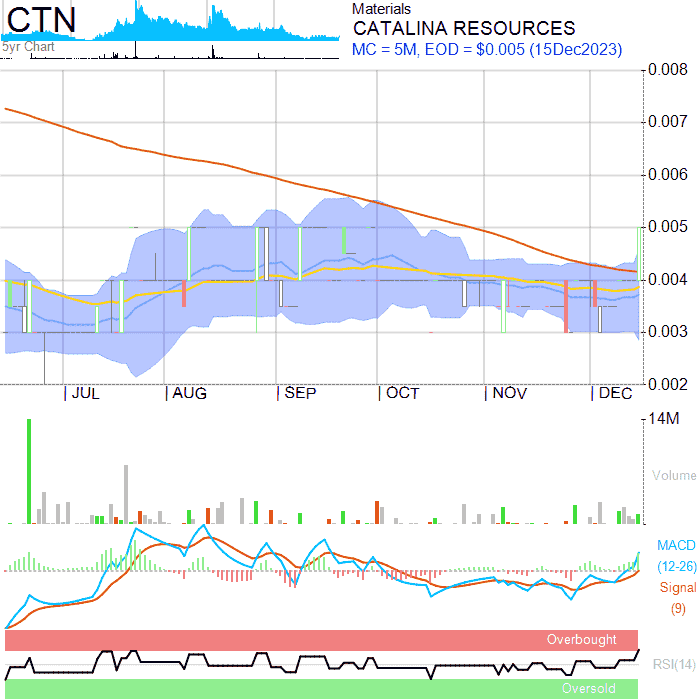 CTN
5yr Chart
Materials
CATALINA RESOURCES
MC = 5M, EOD = $0.005 (15Dec2023)
0.008
0.007
0.006
0.005
0.004
0.003
0.002
JUL AUG SEP OCT NOV DEC
14M
Volume
MACD
(12-26)
Signal
(9)
Overbought
RSI(14)
Oversold